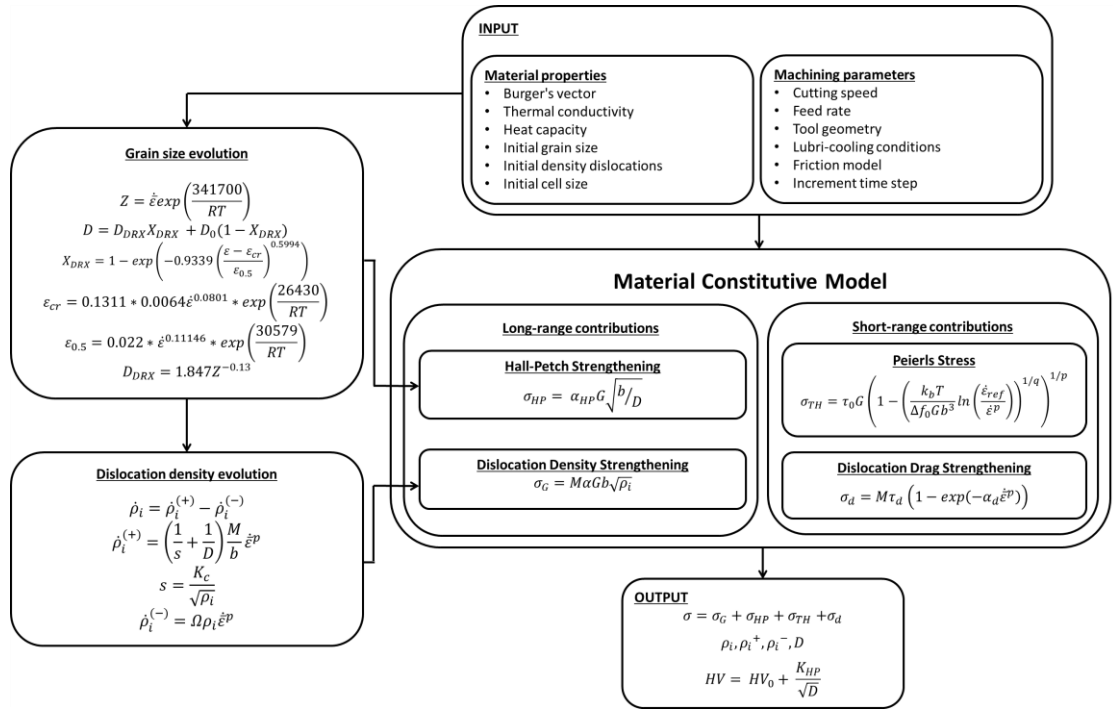 INPUT
Material properties
• Burger's vector
• Thermal conductivity
• Heat capacity
• Initial grain size
• Initial density dislocations
• Initial cell size
Machining parameters
• Cutting speed
• Feed rate
• Tool geometry
• Lubri-cooling conditions
• Friction model
• Increment time step
Grain size evolution
Z = ε̇̄exp(341700/RT)
D = D_DRX X_DRX + D_0(1 − X_DRX)
X_DRX = 1 − exp(−0.9339((ε − ε_cr)/ε_0.5)^0.5994)
ε_cr = 0.1311 * 0.0064ε̇^0.0801 * exp(26430/RT)
ε_0.5 = 0.022 * ε̇^0.11146 * exp(30579/RT)
D_DRX = 1.847Z^−0.13
Dislocation density evolution
ρ̇_i = ρ̇_i^(+) − ρ̇_i^(−)
ρ̇_i^(+) = (1/s + 1/D) M/b ε̇̄^p
s = K_c/√ρ_i
ρ̇_i^(−) = Ωρ_i ε̇̄^p
Material Constitutive Model
Long-range contributions
Hall-Petch Strengthening
σ_HP = α_HP G√(b/D)
Dislocation Density Strengthening
σ_G = MαGb√ρ_i
Short-range contributions
Peierls Stress
σ_TH = τ_0 G(1 − (k_b T/(Δf_0 Gb^3) ln(ε̇_ref/ε̇^p))^1/q)^1/p
Dislocation Drag Strengthening
σ_d = Mτ_d (1 − exp(−α_d ε̇̄^p))
OUTPUT
σ = σ_G + σ_HP + σ_TH + σ_d
ρ_i, ρ_i^+, ρ_i^−, D
HV = HV_0 + K_HP/√D